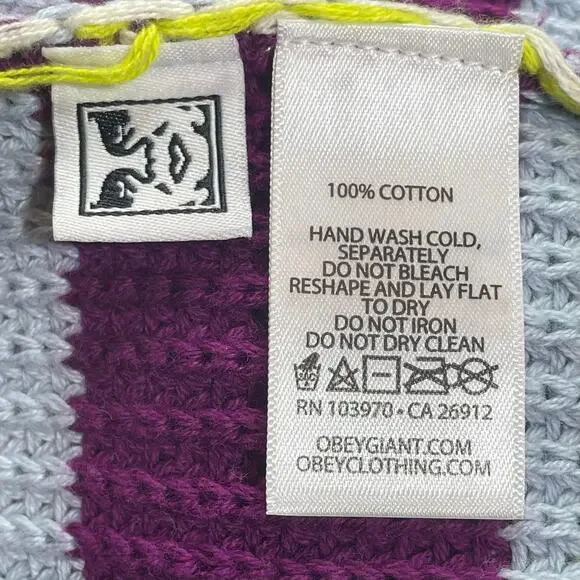 100% COTTON
HAND WASH COLD,
SEPARATELY
DO NOT BLEACH
RESHAPE AND LAY FLAT
TO DRY
DO NOT IRON
DO NOT DRY CLEAN
RN 103970 • CA 26912
OBEYGIANT.COM
OBEYCLOTHING.COM